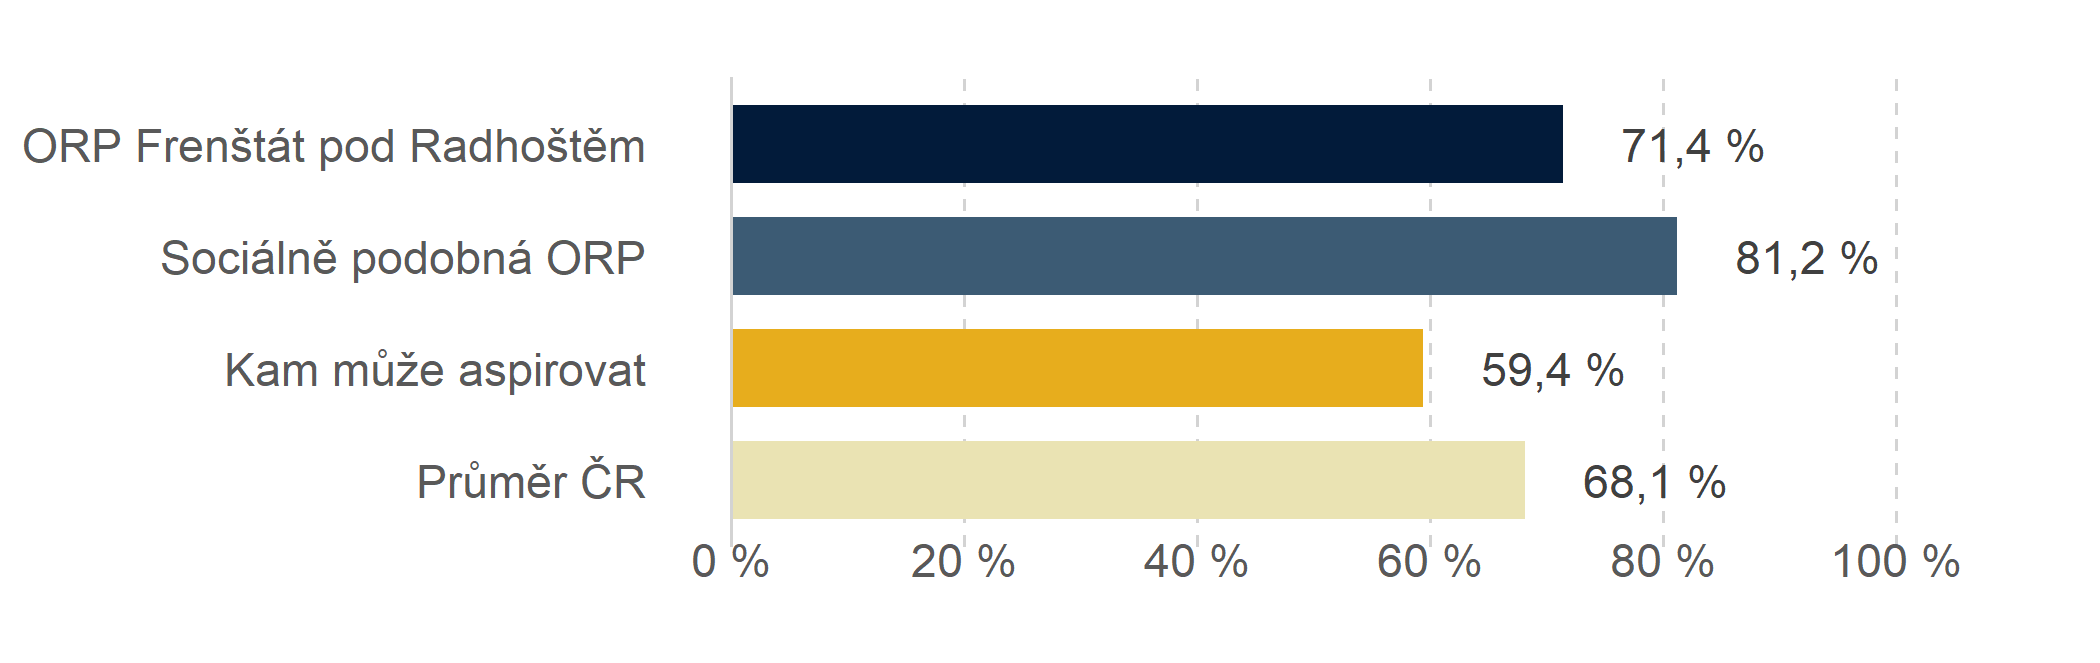 ORP Frenštát pod Radhoštěm
71,4 %
Sociálně podobná ORP
81,2 %
Kam může aspirovat
59,4 %
Průměr ČR
68,1 %
0 % 20 % 40 % 60 % 80 % 100 %